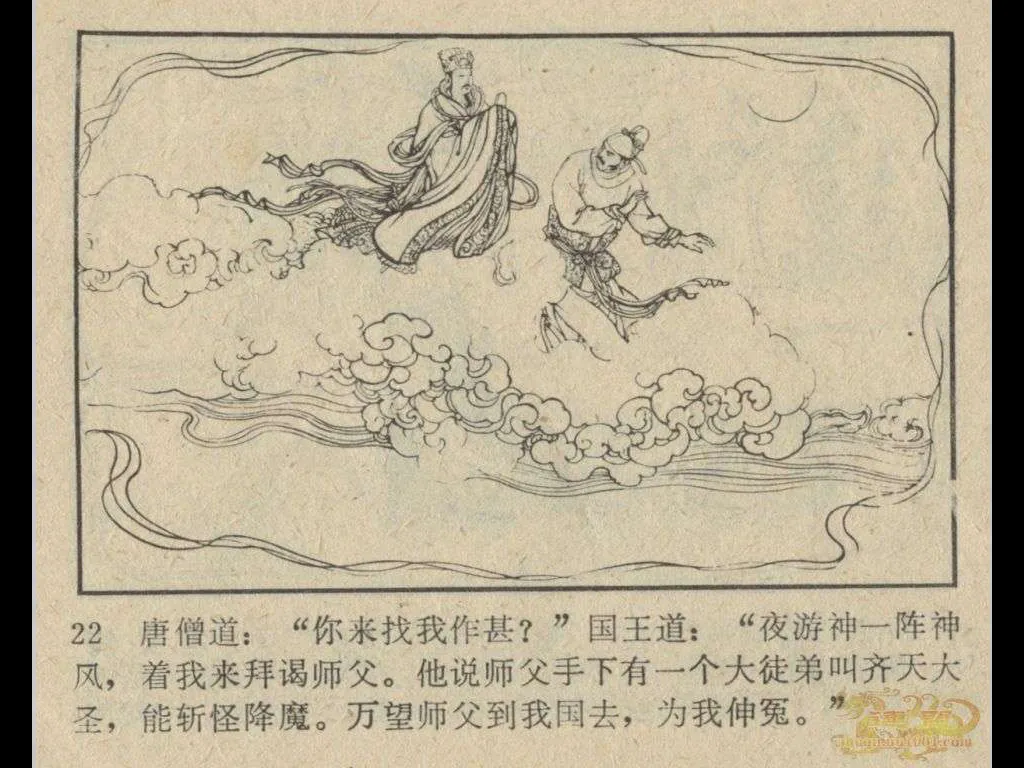 22 唐僧道：“你来找我作甚？”国王道：“夜游神一阵神
风，着我来拜谒师父。他说师父手下有一个大徒弟叫齐天大
圣，能斩怪降魔。万望师父到我国去，为我伸冤。”